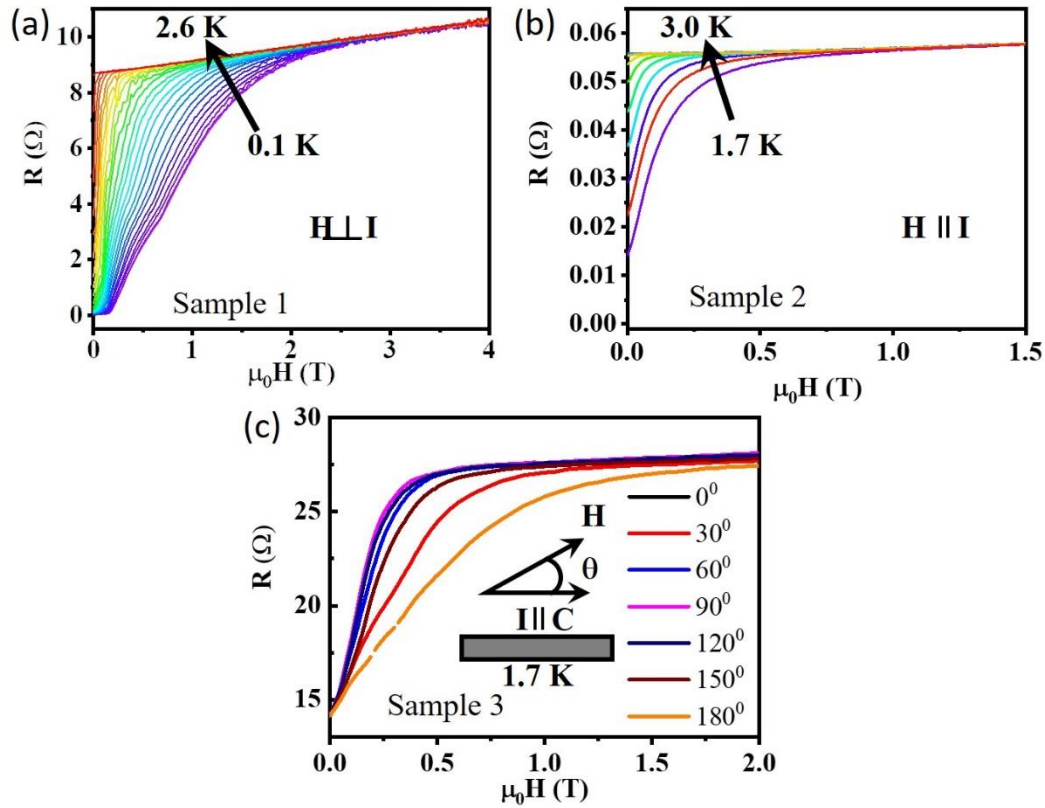 (a)
2.6 K
0.1 K
H⊥I
Sample 1
R (Ω)
10
8
6
4
2
0
0 1 2 3 4
μ₀H (T)
(b)
3.0 K
1.7 K
H || I
Sample 2
R (Ω)
0.06
0.05
0.04
0.03
0.02
0.01
0.00
0.0 0.5 1.0 1.5
μ₀H (T)
(c)
R (Ω)
30
25
20
15
H
θ
I || C
1.7 K
Sample 3
0⁰
30⁰
60⁰
90⁰
120⁰
150⁰
180⁰
0.0 0.5 1.0 1.5 2.0
μ₀H (T)